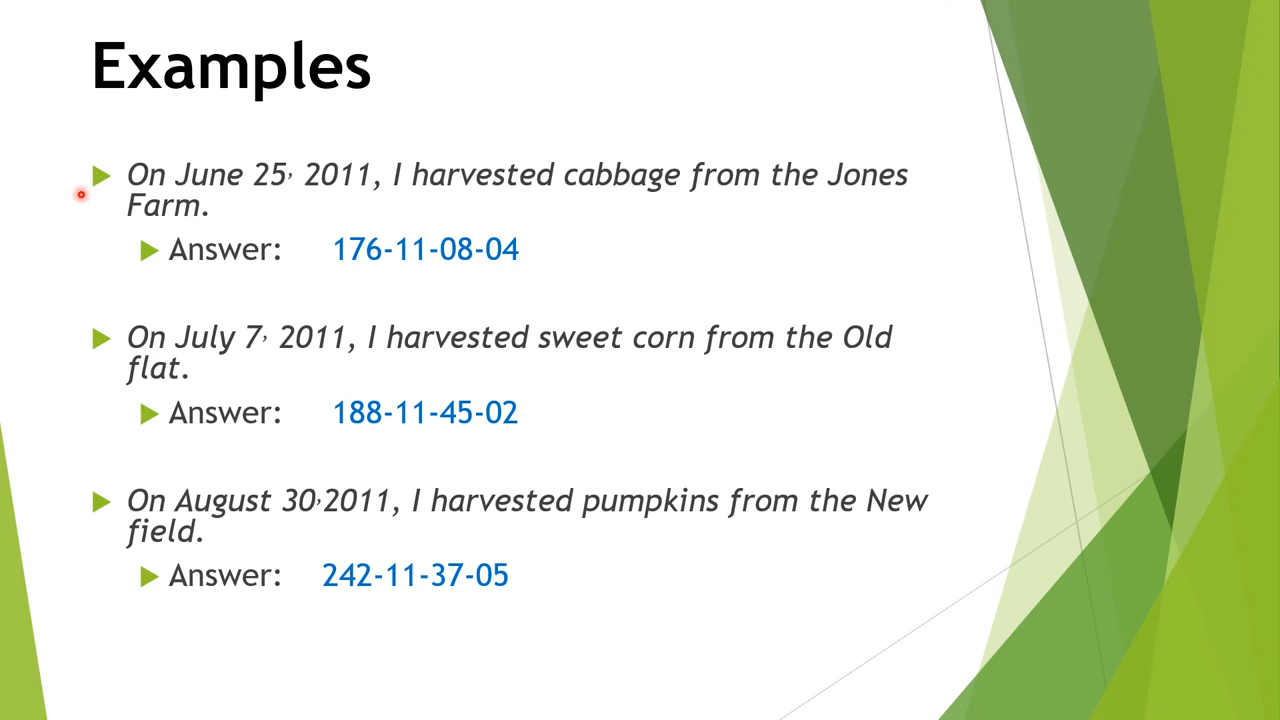 Examples
On June 25, 2011, I harvested cabbage from the Jones
Farm.
Answer: 176-11-08-04
On July 7, 2011, I harvested sweet corn from the Old
flat.
Answer: 188-11-45-02
On August 30,2011, I harvested pumpkins from the New
field.
Answer: 242-11-37-05